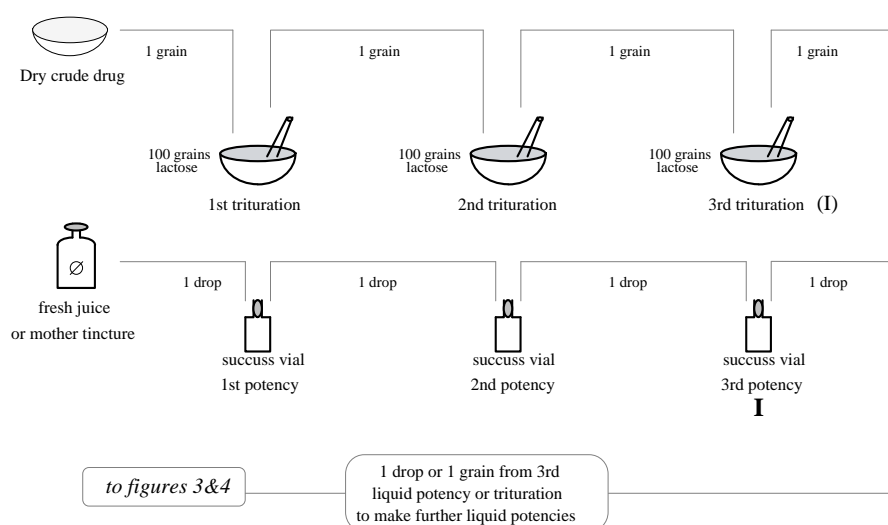 1 grain
1 grain
1 grain
1 grain
Dry crude drug
100 grains
lactose
100 grains
lactose
100 grains
lactose
1st trituration
2nd trituration
3rd trituration (I)
Ø
1 drop
1 drop
1 drop
1 drop
fresh juice
or mother tincture
succuss vial
1st potency
succuss vial
2nd potency
succuss vial
3rd potency
I
to figures 3&4
1 drop or 1 grain from 3rd
liquid potency or trituration
to make further liquid potencies